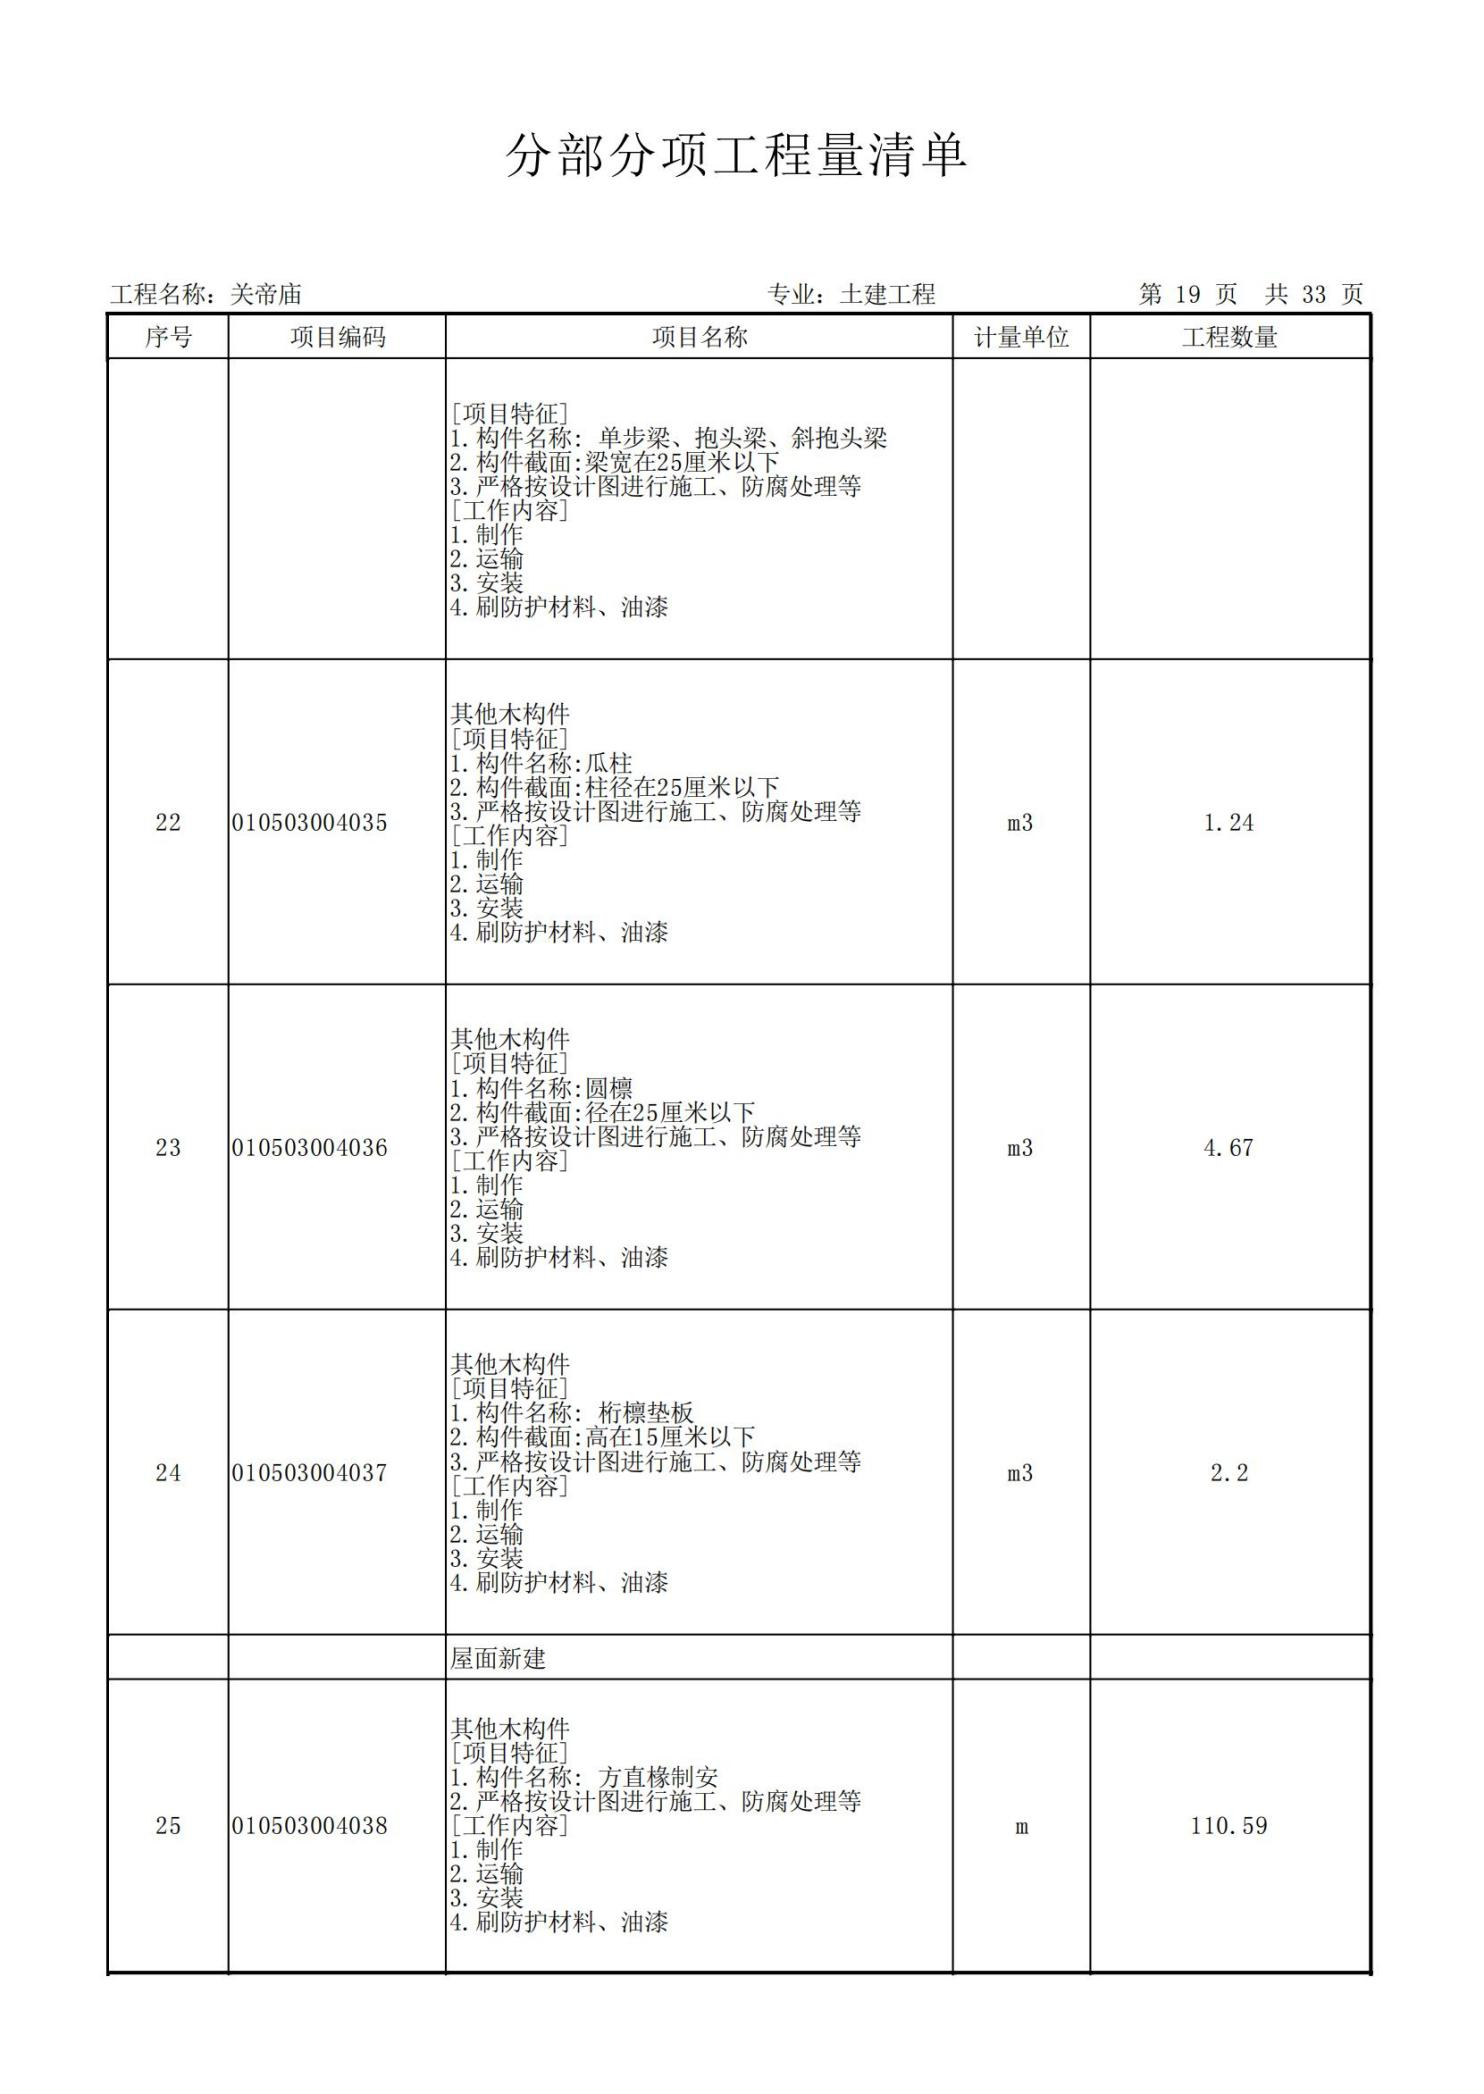 分部分项工程量清单
工程名称：关帝庙 专业：土建工程 第 19 页 共 33 页
序号 项目编码 项目名称 计量单位 工程数量
[项目特征]
1.构件名称: 单步梁、抱头梁、斜抱头梁
2.构件截面:梁宽在25厘米以下
3.严格按设计图进行施工、防腐处理等
[工作内容]
1.制作
2.运输
3.安装
4.刷防护材料、油漆
其他木构件
[项目特征]
1.构件名称:瓜柱
2.构件截面:柱径在25厘米以下
3.严格按设计图进行施工、防腐处理等
22 010503004035 [工作内容] m3 1.24
1.制作
2.运输
3.安装
4.刷防护材料、油漆
其他木构件
[项目特征]
1.构件名称:圆檩
2.构件截面:径在25厘米以下
3.严格按设计图进行施工、防腐处理等
23 010503004036 [工作内容] m3 4.67
1.制作
2.运输
3.安装
4.刷防护材料、油漆
其他木构件
[项目特征]
1.构件名称: 桁檩垫板
2.构件截面:高在15厘米以下
3.严格按设计图进行施工、防腐处理等
24 010503004037 [工作内容] m3 2.2
1.制作
2.运输
3.安装
4.刷防护材料、油漆
屋面新建
其他木构件
[项目特征]
1.构件名称: 方直椽制安
2.严格按设计图进行施工、防腐处理等
25 010503004038 [工作内容] m 110.59
1.制作
2.运输
3.安装
4.刷防护材料、油漆